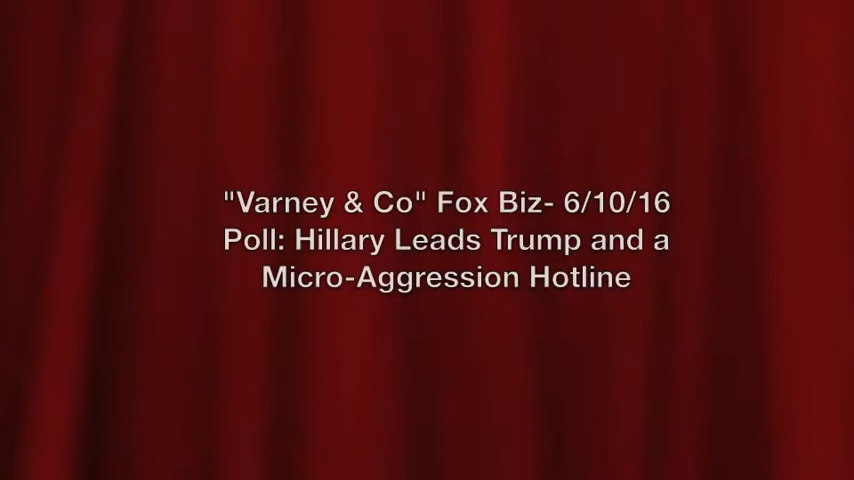 "Varney & Co" Fox Biz- 6/10/16
Poll: Hillary Leads Trump and a
Micro-Aggression Hotline